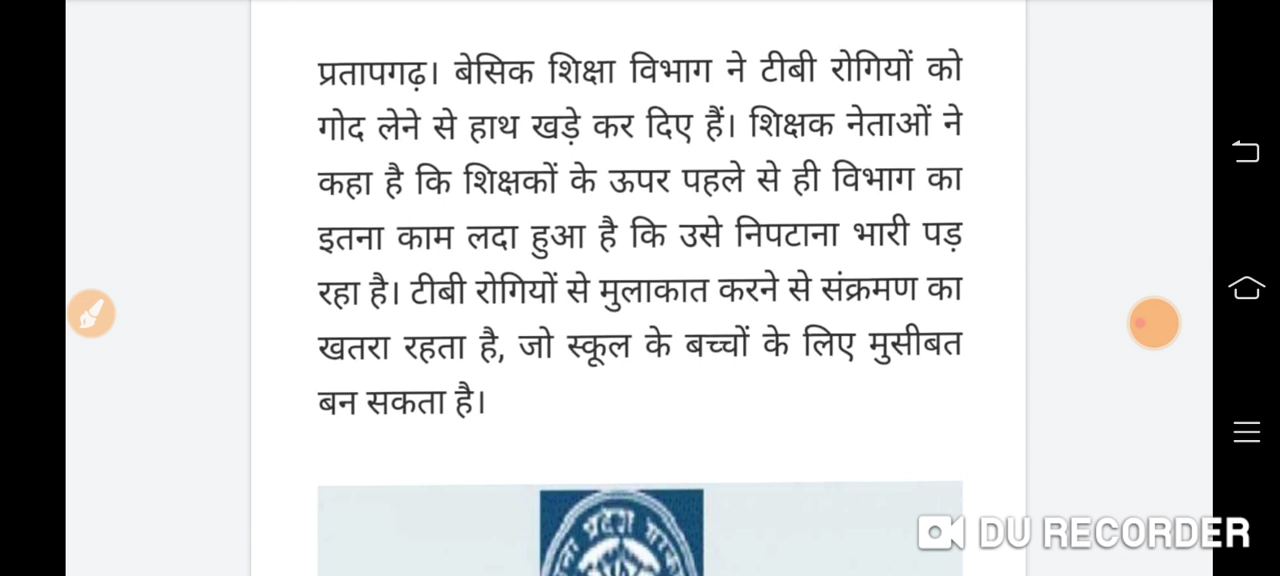 प्रतापगढ़। बेसिक शिक्षा विभाग ने टीबी रोगियों को
गोद लेने से हाथ खड़े कर दिए हैं। शिक्षक नेताओं ने
कहा है कि शिक्षकों के ऊपर पहले से ही विभाग का
इतना काम लदा हुआ है कि उसे निपटाना भारी पड़
रहा है। टीबी रोगियों से मुलाकात करने से संक्रमण का
खतरा रहता है, जो स्कूल के बच्चों के लिए मुसीबत
बन सकता है।
प्रदेश
DU RECORDER